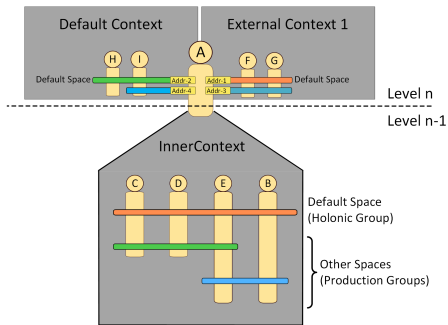 Default Context
External Context 1
A
H
I
F
G
Default Space
Addr-2
Addr-1
Default Space
Addr-4
Addr-3
Level n
Level n-1
InnerContext
C
D
E
B
Default Space
(Holonic Group)
Other Spaces
(Production Groups)